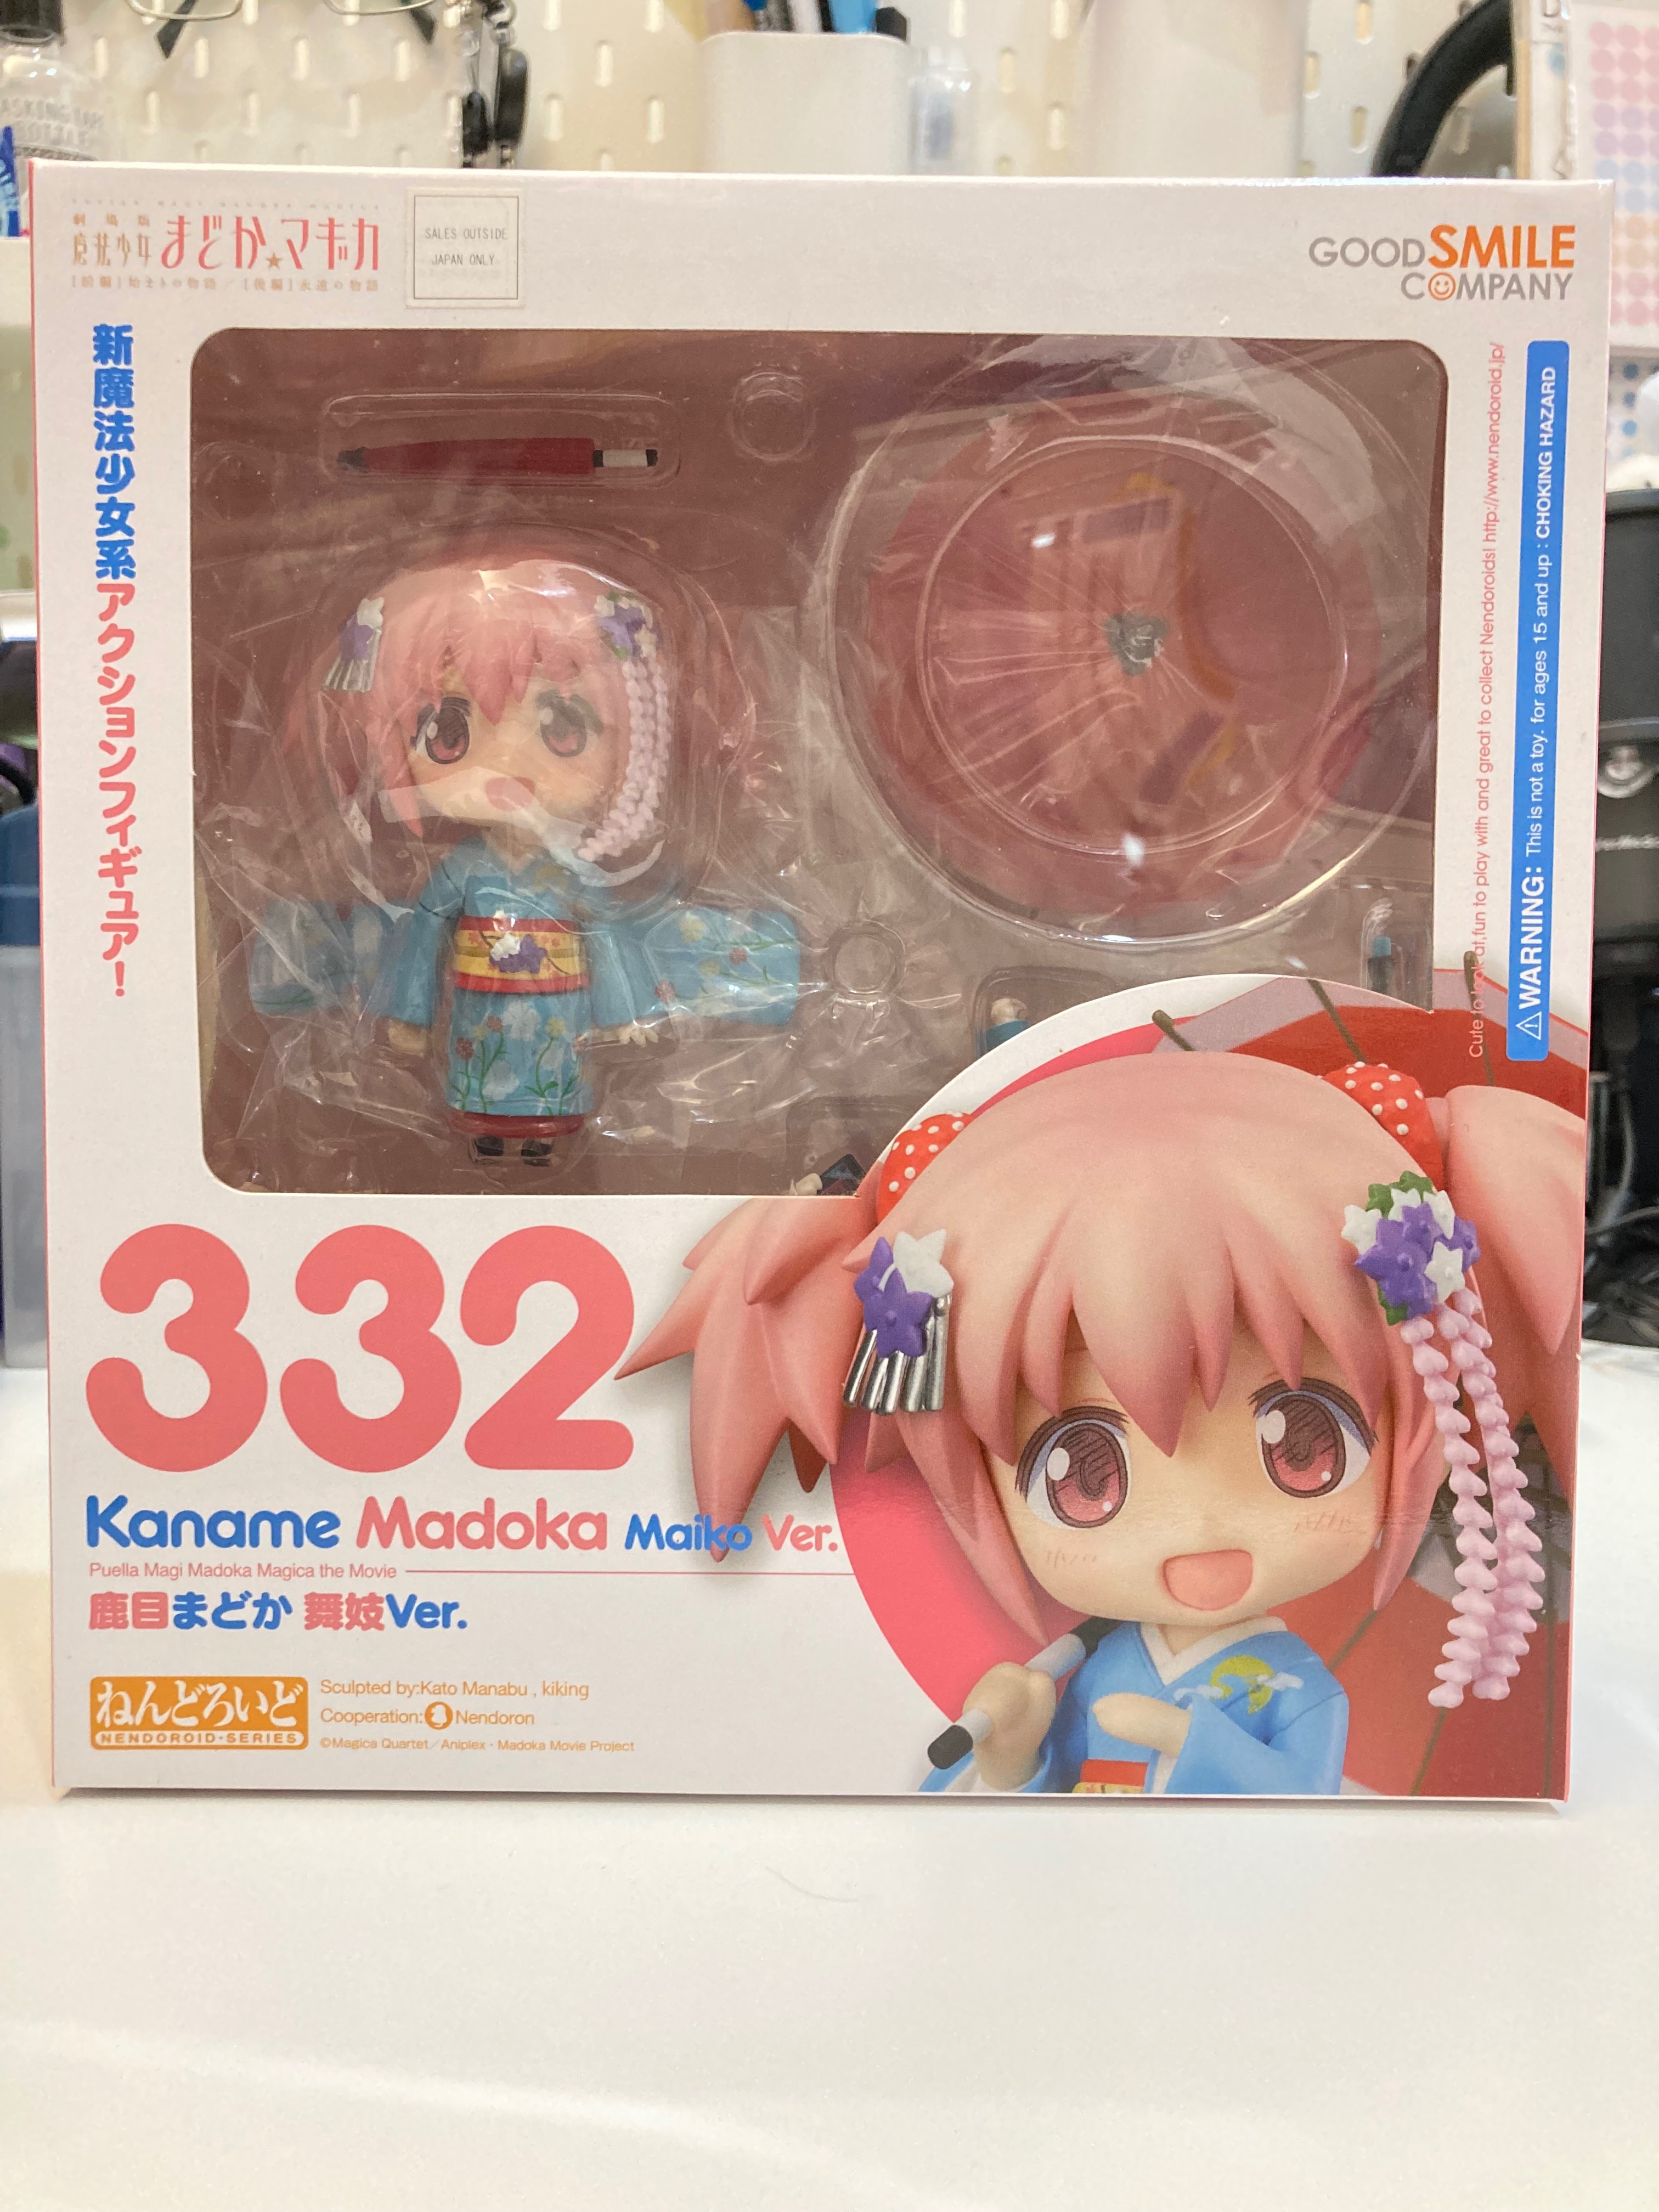 劇場版
魔法少女まどか★マギカ
[前編]始まりの物語/[後編]永遠の物語
SALES OUTSIDE
JAPAN ONLY
GOOD SMILE
COMPANY
新魔法少女系アクションフィギュア!
Cute to look at,fun to play with and great to collect Nendoroids! http://www.nendoroid.jp/
⚠WARNING: This is not a toy. for ages 15 and up : CHOKING HAZARD
332
Kaname Madoka Maiko Ver.
Puella Magi Madoka Magica the Movie
鹿目まどか 舞妓Ver.
ねんどろいど
NENDOROID·SERIES
Sculpted by:Kato Manabu , kiking
Cooperation: Nendoron
©Magica Quartet/Aniplex・Madoka Movie Project